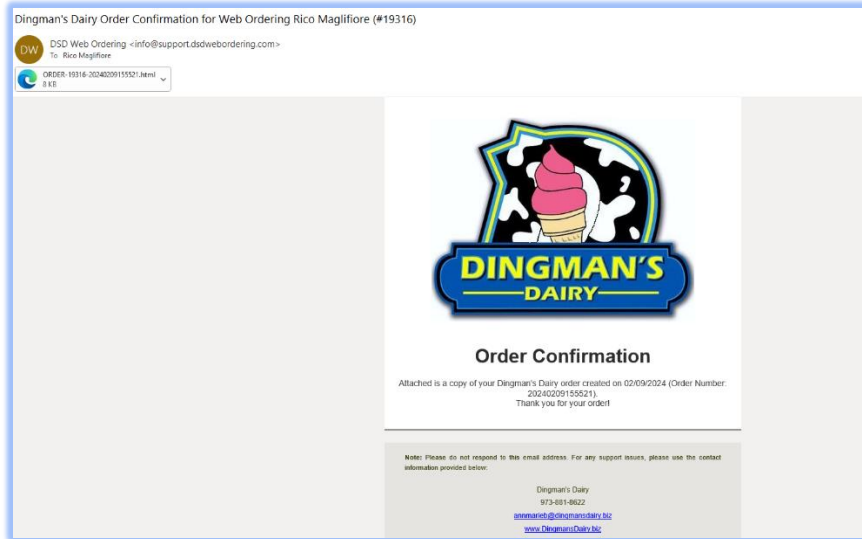 Dingman's Dairy Order Confirmation for Web Ordering Rico Maglifiore (#19316)
DW
DSD Web Ordering <info@support.dsdwebordering.com>
To Rico Maglifiore
ORDER-19316-20240209155521.html
8 KB
DINGMAN'S
DAIRY
Order Confirmation
Attached is a copy of your Dingman's Dairy order created on 02/09/2024 (Order Number:
20240209155521).
Thank you for your order!
Note: Please do not respond to this email address. For any support issues, please use the contact
information provided below:
Dingman's Dairy
973-881-8622
annmarieb@dingmansdairy.biz
www.DingmansDairy.biz